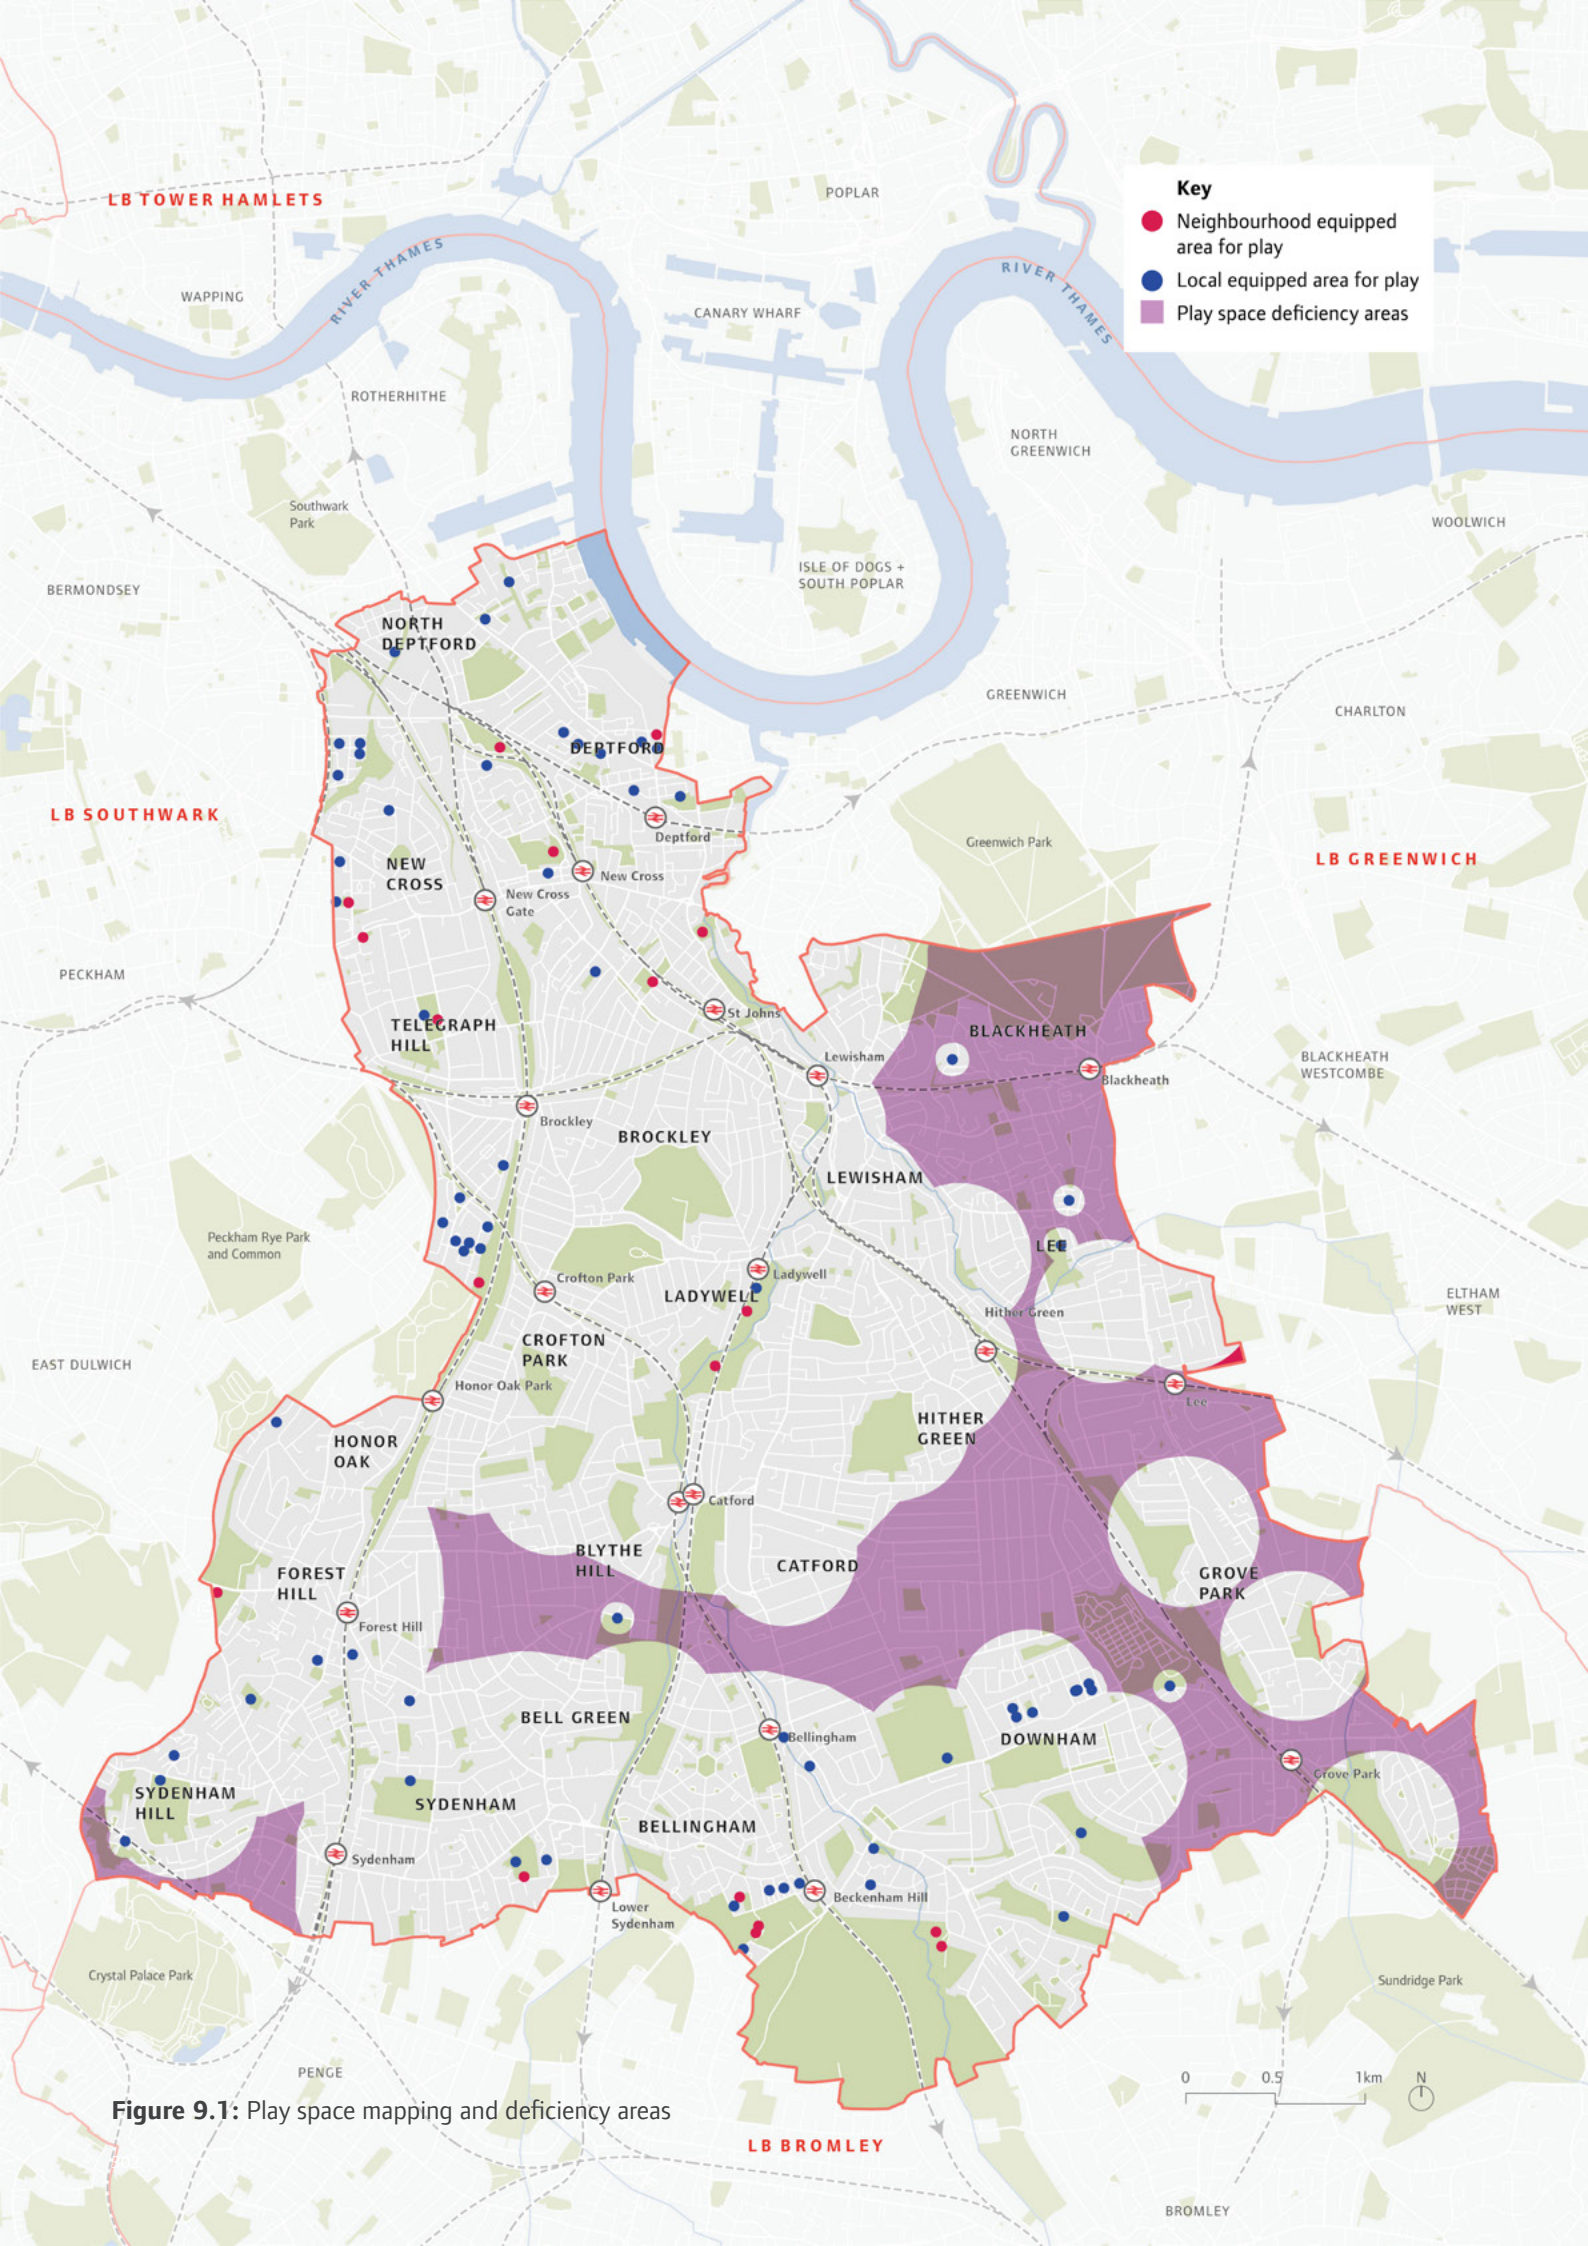 LB TOWER HAMLETS
POPLAR
Key
Neighbourhood equipped
area for play
Local equipped area for play
Play space deficiency areas
RIVER THAMES
RIVER THAMES
WAPPING
CANARY WHARF
ROTHERHITHE
NORTH
GREENWICH
Southwark
Park
WOOLWICH
ISLE OF DOGS +
SOUTH POPLAR
BERMONDSEY
NORTH
DEPTFORD
GREENWICH
CHARLTON
DEPTFORD
LB SOUTHWARK
Deptford
Greenwich Park
LB GREENWICH
NEW
CROSS
New Cross
New Cross
Gate
PECKHAM
TELEGRAPH
HILL
St Johns
BLACKHEATH
Lewisham
BLACKHEATH
WESTCOMBE
Blackheath
Brockley
BROCKLEY
LEWISHAM
Peckham Rye Park
and Common
LEE
Crofton Park
Ladywell
LADYWELL
ELTHAM
WEST
Hither Green
CROFTON
PARK
EAST DULWICH
Honor Oak Park
Lee
HONOR
OAK
HITHER
GREEN
Catford
BLYTHE
HILL
CATFORD
FOREST
HILL
GROVE
PARK
Forest Hill
BELL GREEN
Bellingham
DOWNHAM
Grove Park
SYDENHAM
HILL
SYDENHAM
BELLINGHAM
Sydenham
Beckenham Hill
Lower
Sydenham
Crystal Palace Park
Sundridge Park
PENGE
0 0.5 1km N
Figure 9.1: Play space mapping and deficiency areas
LB BROMLEY
BROMLEY